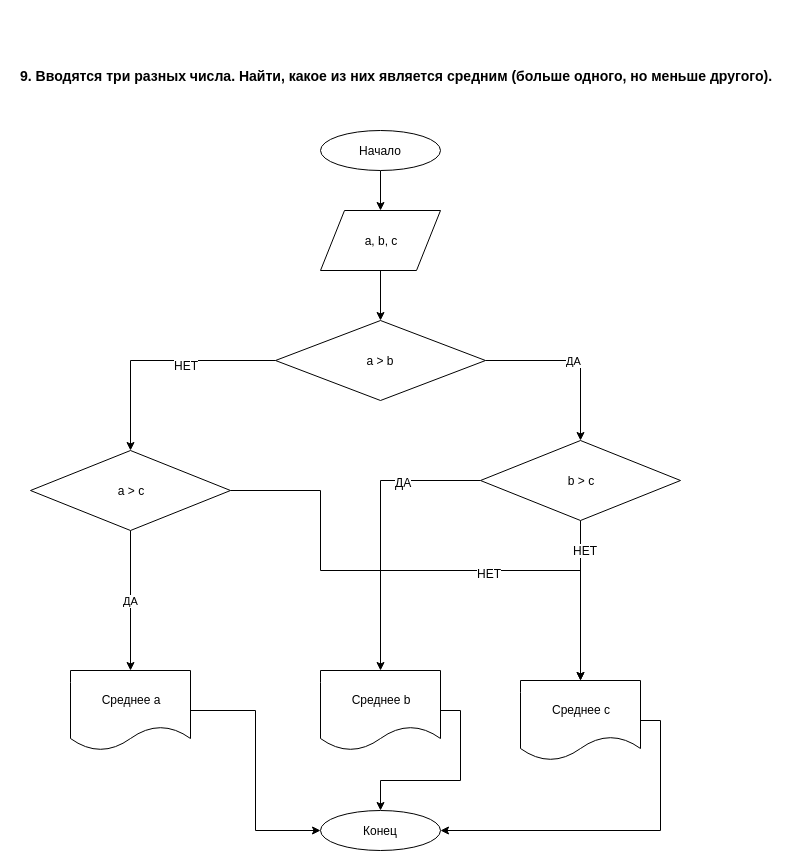 9. Вводятся три разных числа. Найти, какое из них является средним (больше одного, но меньше другого).
Начало
a, b, c
a > b
НЕТ
ДА
a > c
ДА
b > c
НЕТ
НЕТ
ДА
Среднее a
Среднее b
Среднее c
Конец